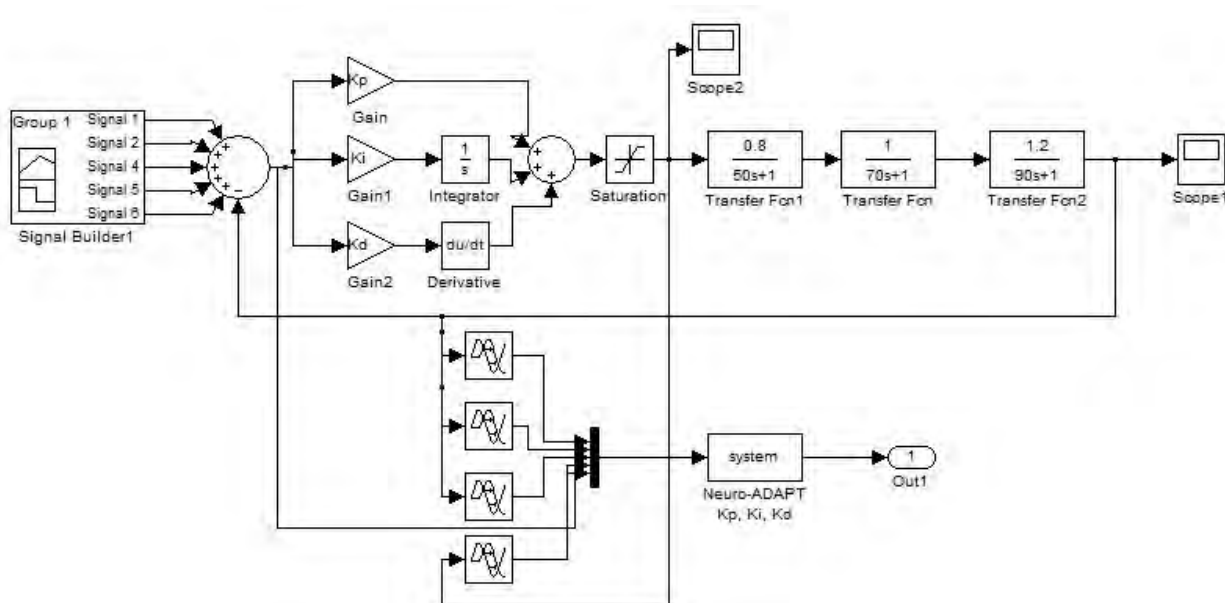 Group 1
Signal 1
Signal 2
Signal 4
Signal 5
Signal 6
Signal Builder1
+
+
+
+
+
−
Kp
Gain
Ki
Gain1
Kd
Gain2
1
s
Integrator
du/dt
Derivative
+
+
+
Saturation
Scope2
0.8
50s+1
Transfer Fcn1
1
70s+1
Transfer Fcn
1.2
90s+1
Transfer Fcn2
Scope1
system
Neuro-ADAPT
Kp, Ki, Kd
1
Out1